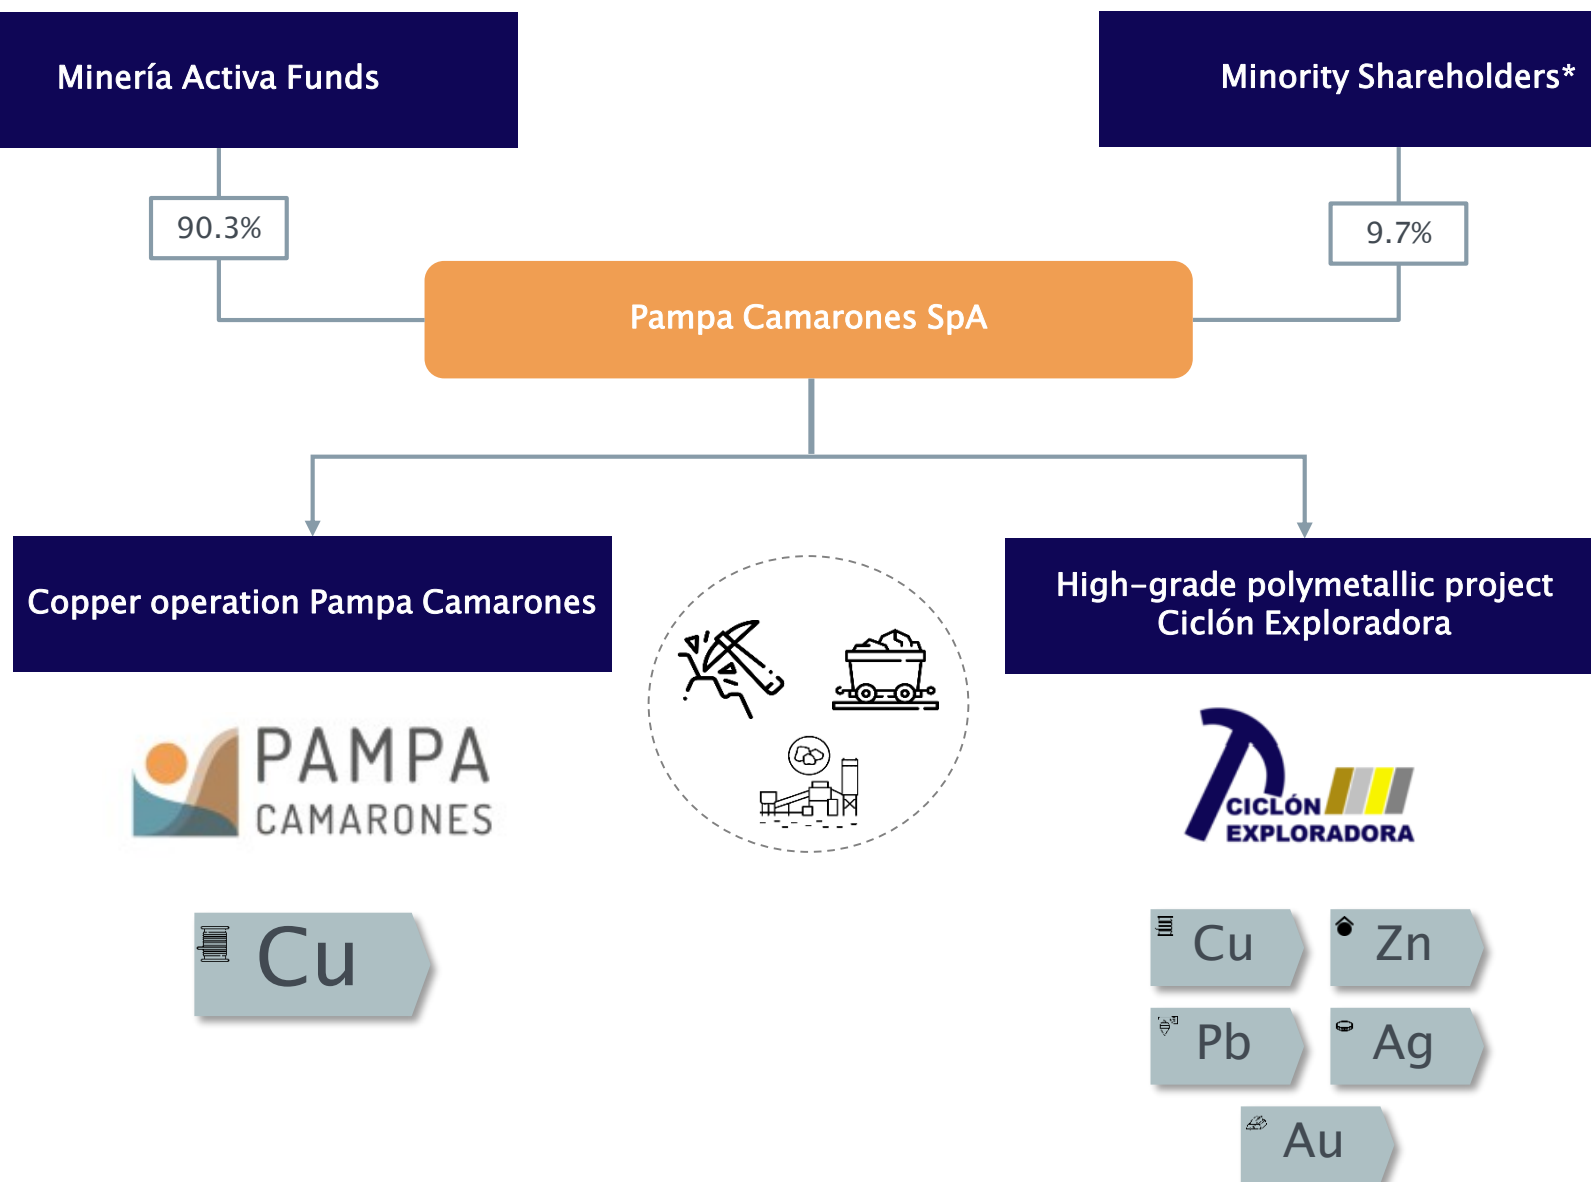 Minería Activa Funds
Minority Shareholders*
90.3%
9.7%
Pampa Camarones SpA
Copper operation Pampa Camarones
High-grade polymetallic project
Ciclón Exploradora
PAMPA
CAMARONES
CICLÓN
EXPLORADORA
Cu
Cu
Zn
Pb
Ag
Au